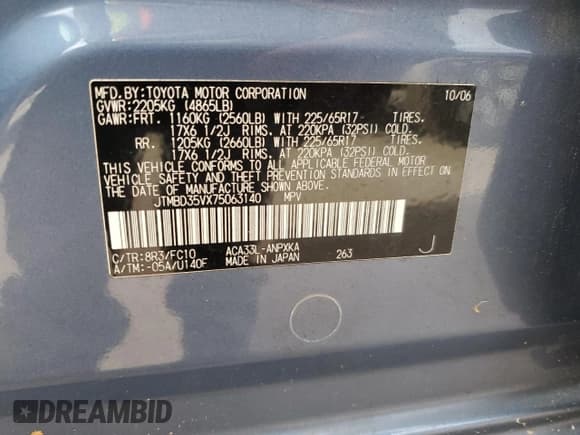 MFD.BY:TOYOTA MOTOR CORPORATION 10/06
GVWR:2205KG (4865LB)
GAWR:FRT. 1160KG (2560LB) WITH 225/65R17 TIRES.
17X6 1/2J RIMS. AT 220KPA (32PSI) COLD.
RR. 1205KG (2660LB) WITH 225/65R17 TIRES.
17X6 1/2J RIMS. AT 220KPA (32PSI) COLD.
THIS VEHICLE CONFORMS TO ALL APPLICABLE FEDERAL MOTOR
VEHICLE SAFETY AND THEFT PREVENTION STANDARDS IN EFFECT ON
THE DATE OF MANUFACTURE SHOWN ABOVE.
JTMBD35VX75063140 MPV
C/TR:8R3/FC10 ACA33L-ANPXKA
A/TM:-05A/U140F MADE IN JAPAN 263 J
DREAMBID